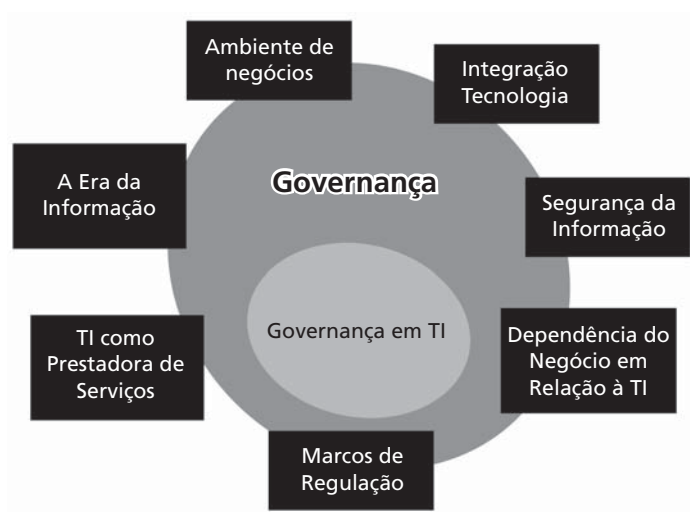 Ambiente de
negócios
Integração
Tecnologia
A Era da
Informação
Governança
Segurança da
Informação
TI como
Prestadora de
Serviços
Governança em TI
Dependência do
Negócio em
Relação à TI
Marcos de
Regulação